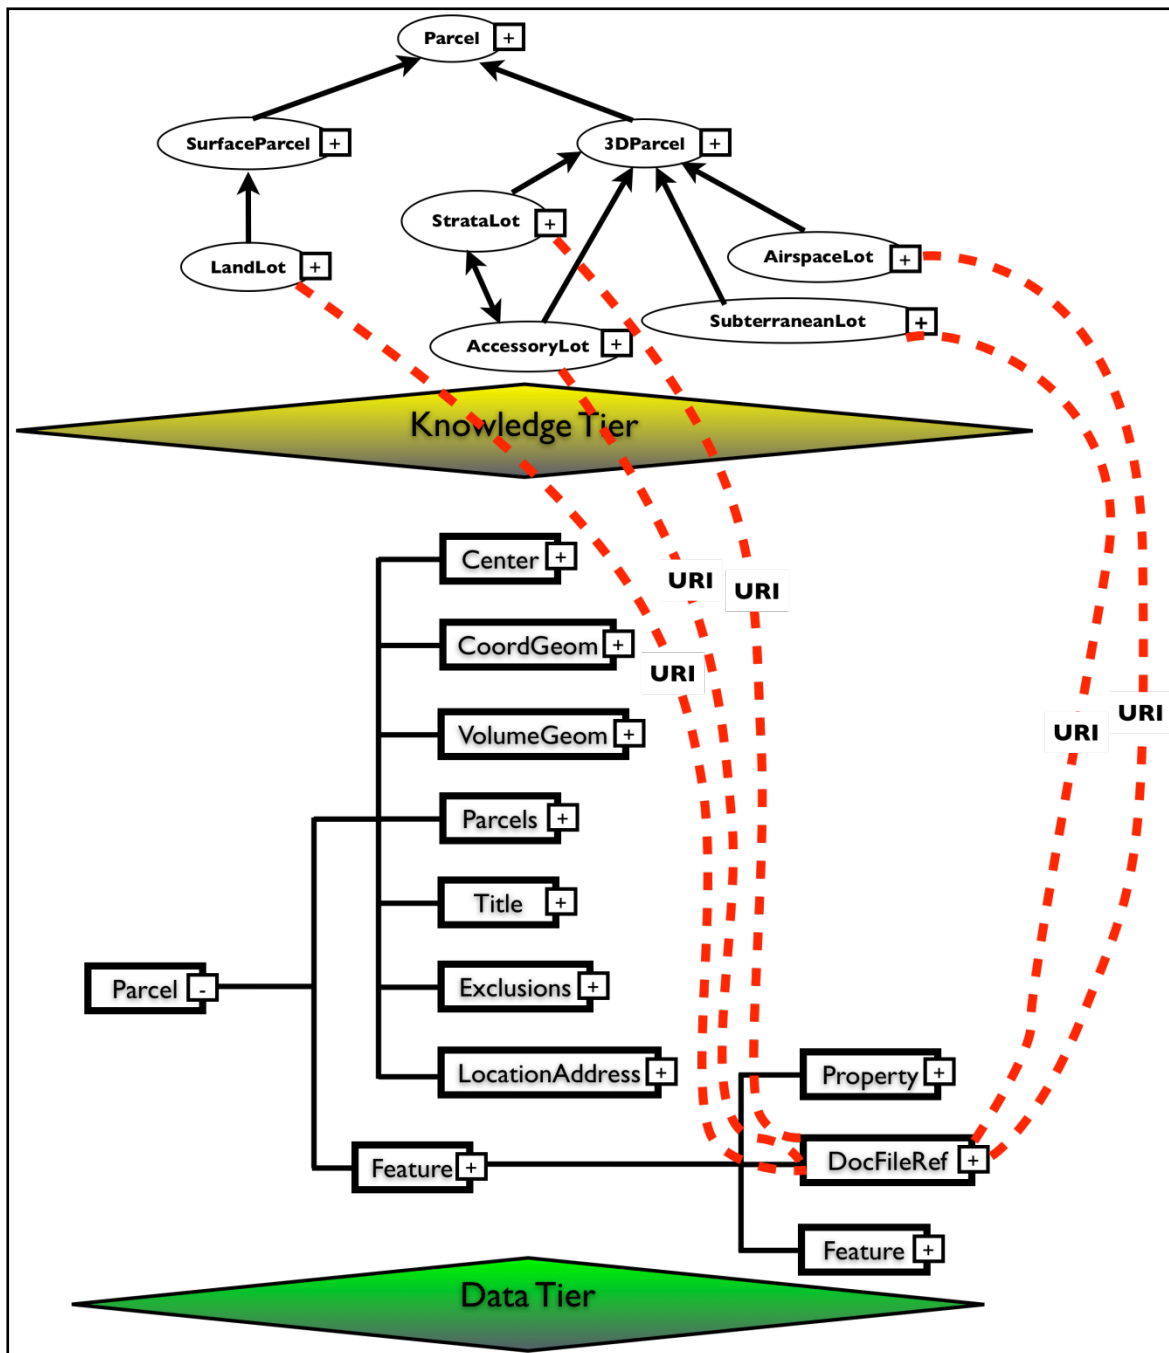 Parcel +
SurfaceParcel +
3DParcel +
StrataLot +
LandLot +
AirspaceLot +
SubterraneanLot +
AccessoryLot +
Knowledge Tier
Center +
URI
URI
CoordGeom +
URI
URI
URI
VolumeGeom +
Parcels +
Title +
Parcel -
Exclusions +
LocationAddress +
Property +
Feature +
DocFileRef +
Feature +
Data Tier